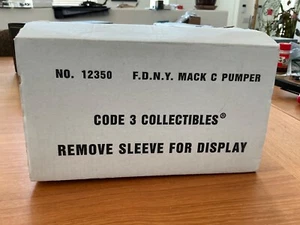 NO. 12350 F.D.N.Y. MACK C PUMPER
CODE 3 COLLECTIBLES®
REMOVE SLEEVE FOR DISPLAY